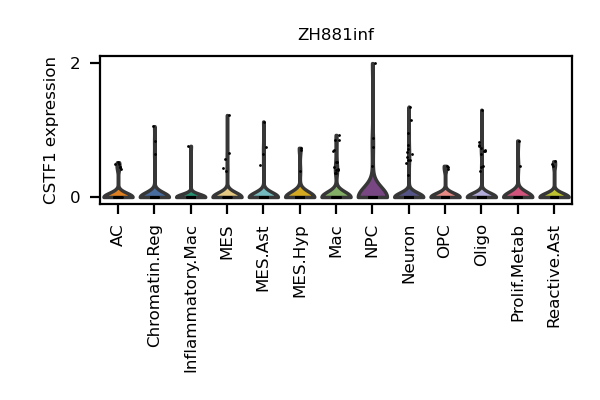 ZH881inf
CSTF1 expression
2
0
AC
Chromatin.Reg
Inflammatory.Mac
MES
MES.Ast
MES.Hyp
Mac
NPC
Neuron
OPC
Oligo
Prolif.Metab
Reactive.Ast